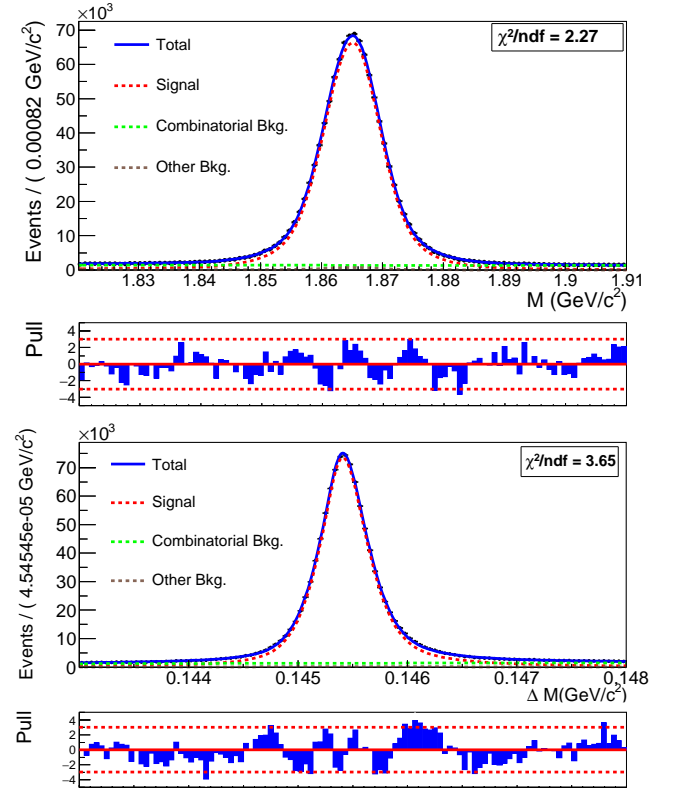 ×10³
70
60
50
40
30
20
10
0
Events / ( 0.00082 GeV/c²)
Total
Signal
Combinatorial Bkg.
Other Bkg.
χ²/ndf = 2.27
1.83 1.84 1.85 1.86 1.87 1.88 1.89 1.9 1.91
M (GeV/c²)
Pull
4
2
0
−2
−4
×10³
70
60
50
40
30
20
10
0
Events / ( 4.54545e-05 GeV/c²)
Total
Signal
Combinatorial Bkg.
Other Bkg.
χ²/ndf = 3.65
0.144 0.145 0.146 0.147 0.148
Δ M(GeV/c²)
Pull
4
2
0
−2
−4